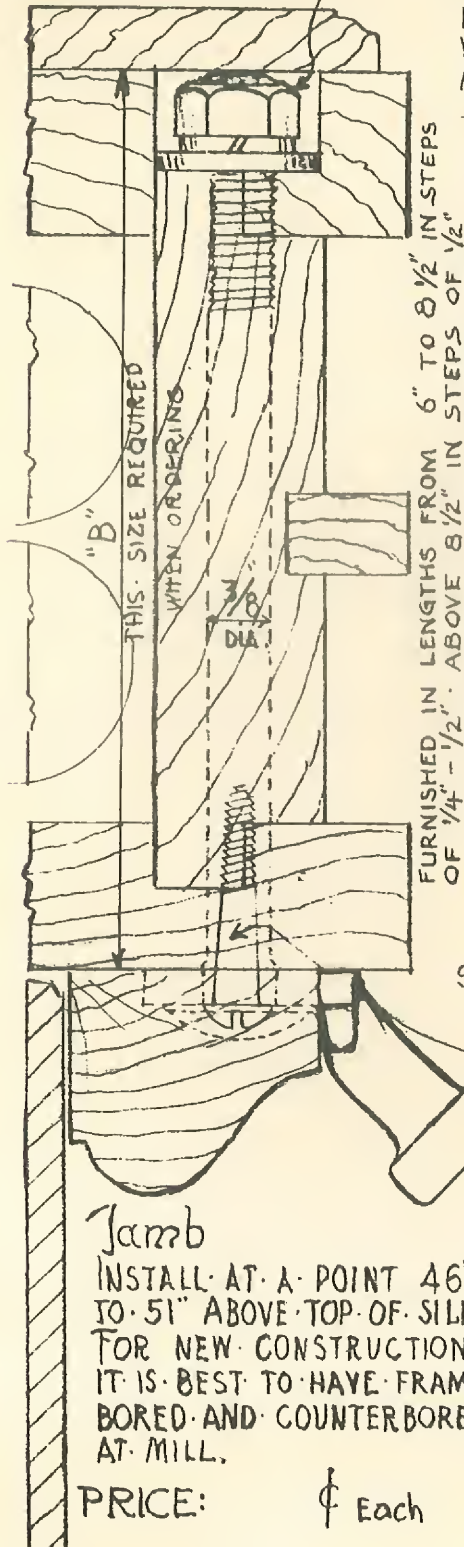 "B"
THIS· SIZE REQUIRED
WHEN ORDERING
3/8"
DIA.
FURNISHED IN LENGTHS FROM 6" TO 8 1/2" IN STEPS
OF 1/4" - 1/2" · ABOVE 8 1/2" IN STEPS OF 1/2"
Jamb
INSTALL· AT· A· POINT 46"
TO· 51" ABOVE· TOP· OF· SILL
FOR NEW· CONSTRUCTION
IT· IS· BEST· TO· HAVE· FRAM
BORED· AND· COUNTERBORE
AT· MILL.
PRICE: ¢ Each